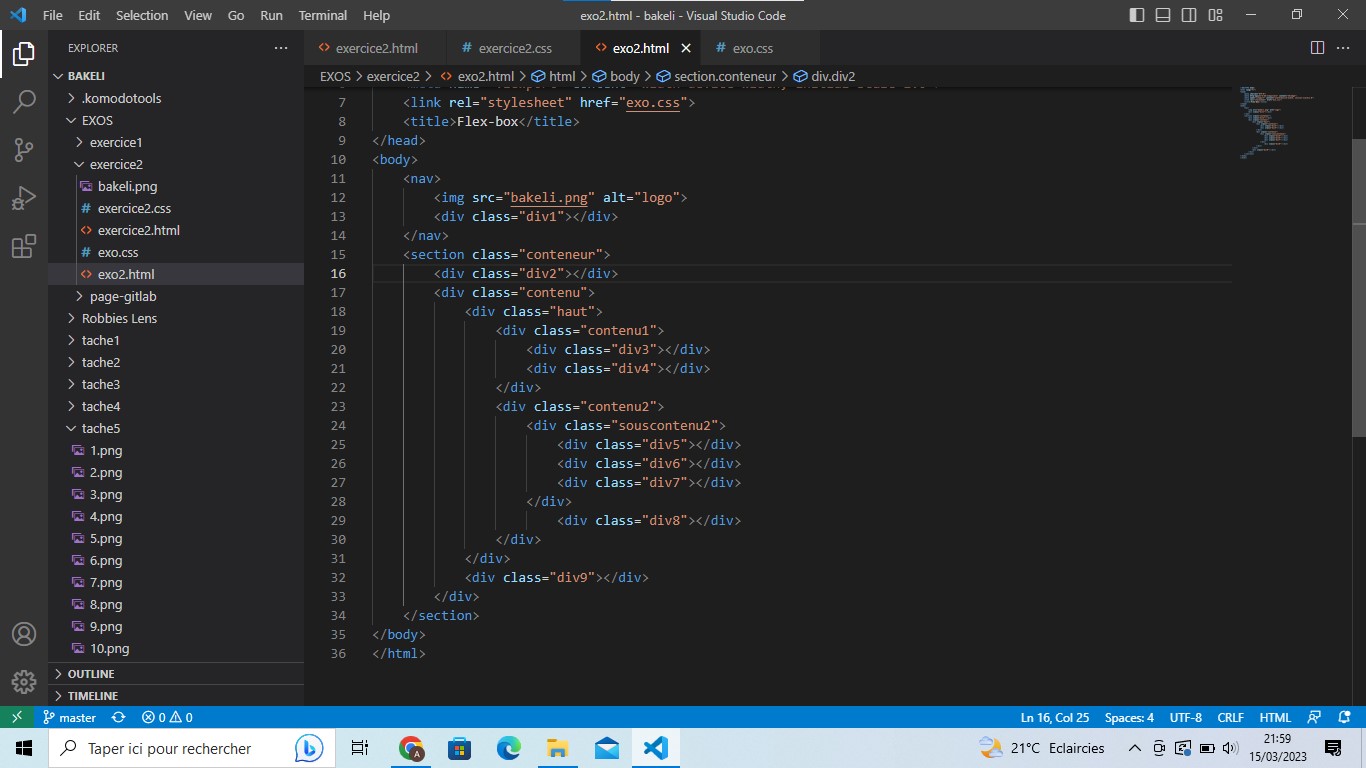 File Edit Selection View Go Run Terminal Help
exo2.html - bakeli - Visual Studio Code
EXPLORER
BAKELI
.komodotools
EXOS
exercice1
exercice2
bakeli.png
# exercice2.css
<> exercice2.html
# exo.css
<> exo2.html
page-gitlab
Robbies Lens
tache1
tache2
tache3
tache4
tache5
1.png
2.png
3.png
4.png
5.png
6.png
7.png
8.png
9.png
10.png
OUTLINE
TIMELINE
<> exercice2.html # exercice2.css <> exo2.html # exo.css
EXOS > exercice2 > <> exo2.html > html > body > section.conteneur > div.div2
7 <link rel="stylesheet" href="exo.css">
8 <title>Flex-box</title>
9 </head>
10 <body>
11 <nav>
12 <img src="bakeli.png" alt="logo">
13 <div class="div1"></div>
14 </nav>
15 <section class="conteneur">
16 <div class="div2"></div>
17 <div class="contenu">
18 <div class="haut">
19 <div class="contenu1">
20 <div class="div3"></div>
21 <div class="div4"></div>
22 </div>
23 <div class="contenu2">
24 <div class="souscontenu2">
25 <div class="div5"></div>
26 <div class="div6"></div>
27 <div class="div7"></div>
28 </div>
29 <div class="div8"></div>
30 </div>
31 </div>
32 <div class="div9"></div>
33 </div>
34 </section>
35 </body>
36 </html>
master 0 0 Ln 16, Col 25 Spaces: 4 UTF-8 CRLF HTML
Taper ici pour rechercher
21°C Eclaircies
21:59
15/03/2023